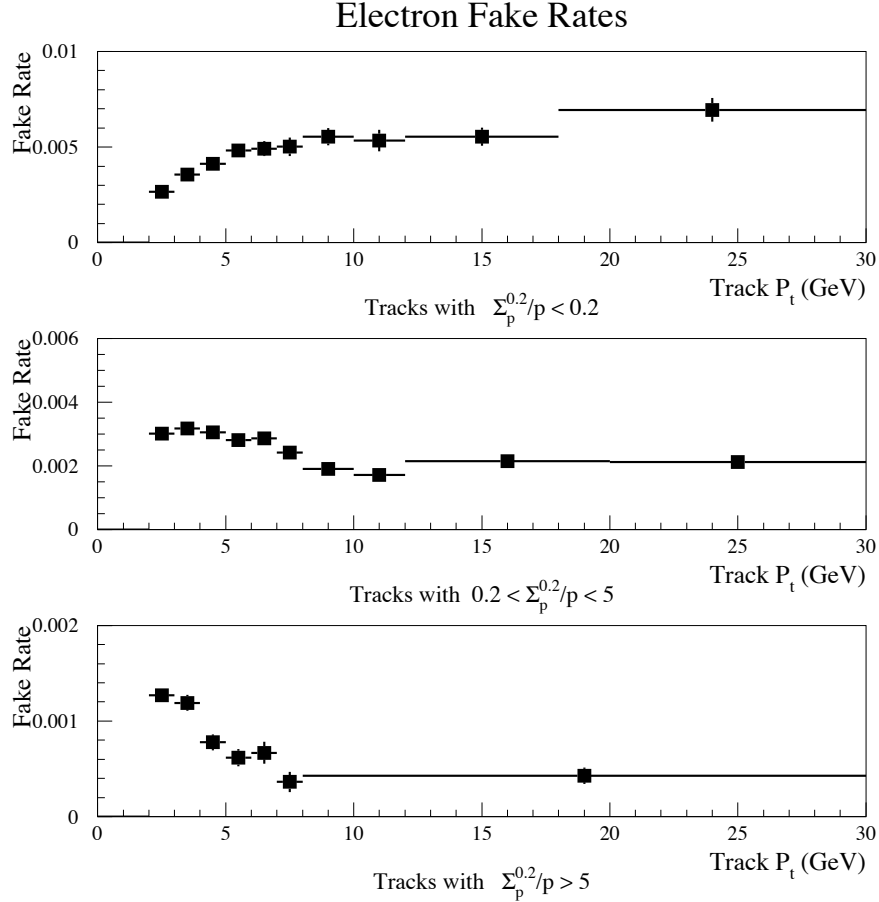 Electron Fake Rates
Fake Rate
0.01
0.005
0
0 5 10 15 20 25 30
Track P_t (GeV)
Tracks with Σ_p^0.2/p < 0.2
Fake Rate
0.006
0.004
0.002
0
0 5 10 15 20 25 30
Track P_t (GeV)
Tracks with 0.2 < Σ_p^0.2/p < 5
Fake Rate
0.002
0.001
0
0 5 10 15 20 25 30
Track P_t (GeV)
Tracks with Σ_p^0.2/p > 5